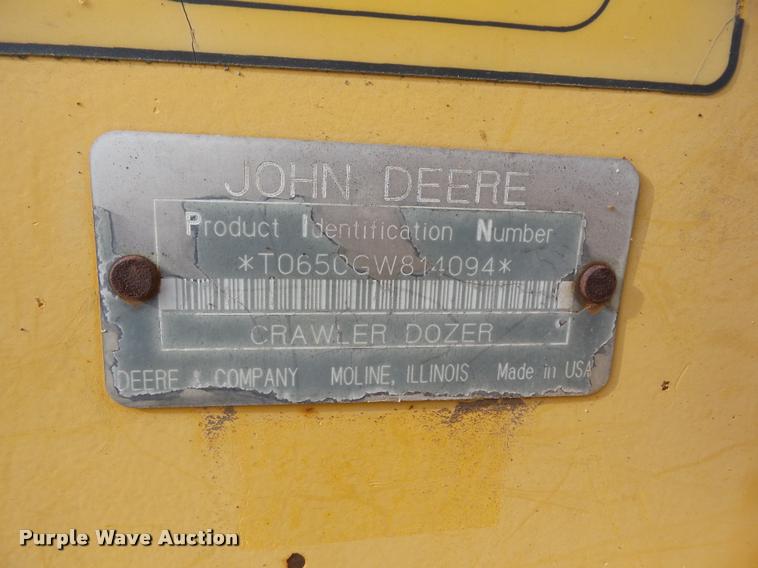 JOHN DEERE
Product Identification Number
*T0650GW814094*
CRAWLER DOZER
DEERE & COMPANY MOLINE, ILLINOIS Made in USA
Purple Wave Auction